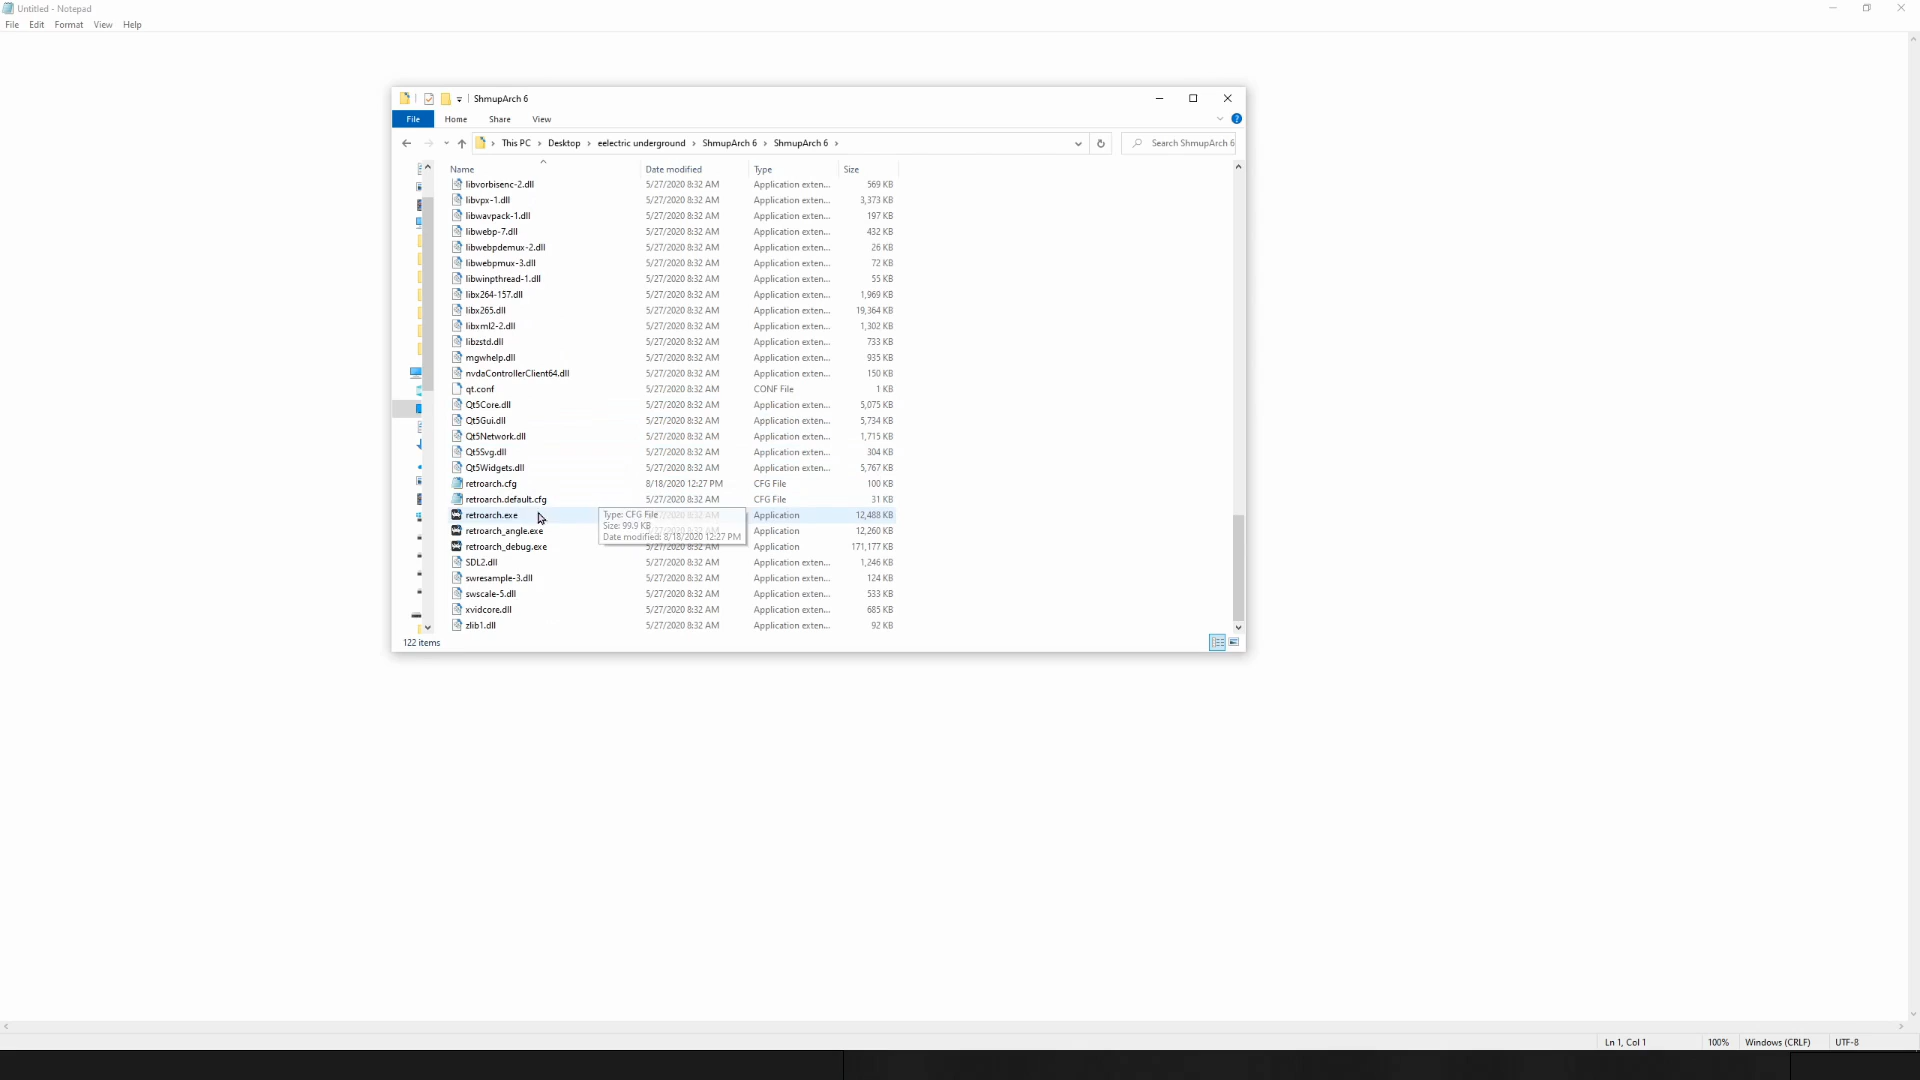 Untitled - Notepad
File Edit Format View Help
ShmupArch 6
File Home Share View
This PC > Desktop > eelectric underground > ShmupArch 6 > ShmupArch 6 >
Search ShmupArch 6
Name Date modified Type Size
libvorbisenc-2.dll 5/27/2020 8:32 AM Application exten... 569 KB
libvpx-1.dll 5/27/2020 8:32 AM Application exten... 3,373 KB
libwavpack-1.dll 5/27/2020 8:32 AM Application exten... 197 KB
libwebp-7.dll 5/27/2020 8:32 AM Application exten... 432 KB
libwebpdemux-2.dll 5/27/2020 8:32 AM Application exten... 26 KB
libwebpmux-3.dll 5/27/2020 8:32 AM Application exten... 72 KB
libwinpthread-1.dll 5/27/2020 8:32 AM Application exten... 55 KB
libx264-157.dll 5/27/2020 8:32 AM Application exten... 1,969 KB
libx265.dll 5/27/2020 8:32 AM Application exten... 19,364 KB
libxml2-2.dll 5/27/2020 8:32 AM Application exten... 1,302 KB
libzstd.dll 5/27/2020 8:32 AM Application exten... 733 KB
mgwhelp.dll 5/27/2020 8:32 AM Application exten... 935 KB
nvdaControllerClient64.dll 5/27/2020 8:32 AM Application exten... 150 KB
qt.conf 5/27/2020 8:32 AM CONF File 1 KB
Qt5Core.dll 5/27/2020 8:32 AM Application exten... 5,075 KB
Qt5Gui.dll 5/27/2020 8:32 AM Application exten... 5,734 KB
Qt5Network.dll 5/27/2020 8:32 AM Application exten... 1,715 KB
Qt5Svg.dll 5/27/2020 8:32 AM Application exten... 304 KB
Qt5Widgets.dll 5/27/2020 8:32 AM Application exten... 5,767 KB
retroarch.cfg 8/18/2020 12:27 PM CFG File 100 KB
retroarch.default.cfg 5/27/2020 8:32 AM CFG File 31 KB
retroarch.exe Application 12,488 KB
Type: CFG File
Size: 99.9 KB
Date modified: 8/18/2020 12:27 PM
retroarch_angle.exe Application 12,260 KB
retroarch_debug.exe 5/27/2020 8:32 AM Application 171,177 KB
SDL2.dll 5/27/2020 8:32 AM Application exten... 1,246 KB
swresample-3.dll 5/27/2020 8:32 AM Application exten... 124 KB
swscale-5.dll 5/27/2020 8:32 AM Application exten... 533 KB
xvidcore.dll 5/27/2020 8:32 AM Application exten... 685 KB
zlib1.dll 5/27/2020 8:32 AM Application exten... 92 KB
122 items
Ln 1, Col 1 100% Windows (CRLF) UTF-8